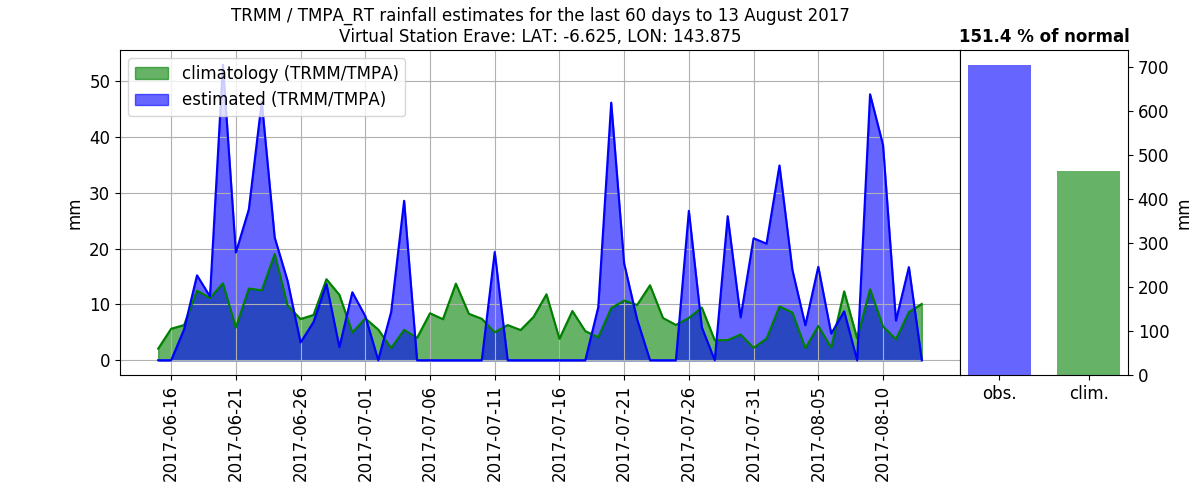 TRMM / TMPA_RT rainfall estimates for the last 60 days to 13 August 2017
Virtual Station Erave: LAT: -6.625, LON: 143.875
151.4 % of normal
climatology (TRMM/TMPA)
estimated (TRMM/TMPA)
50
40
30
20
10
0
mm
2017-06-16
2017-06-21
2017-06-26
2017-07-01
2017-07-06
2017-07-11
2017-07-16
2017-07-21
2017-07-26
2017-07-31
2017-08-05
2017-08-10
700
600
500
400
300
200
100
0
mm
obs.
clim.